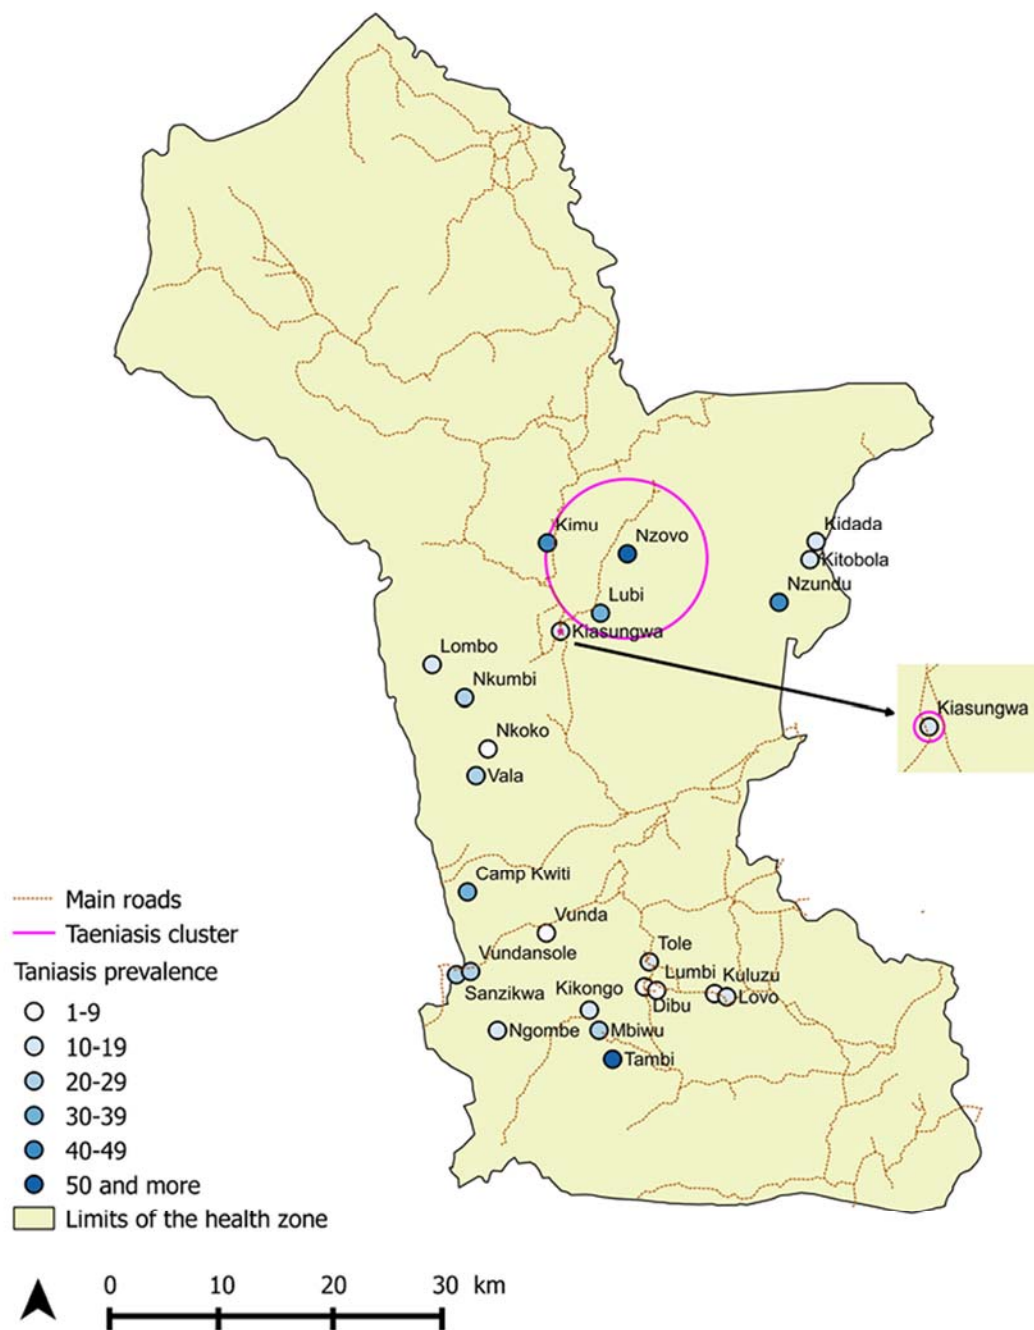 Kimu
Nzovo
Kidada
Kitobola
Nzundu
Lubi
Kiasungwa
Lombo
Nkumbi
Kiasungwa
Nkoko
Vala
Camp Kwiti
Vunda
Vundansole
Sanzikwa
Tole
Lumbi
Kuluzu
Kikongo
Dibu
Lovo
Ngombe
Mbiwu
Tambi
Main roads
Taeniasis cluster
Taniasis prevalence
1-9
10-19
20-29
30-39
40-49
50 and more
Limits of the health zone
0 10 20 30 km